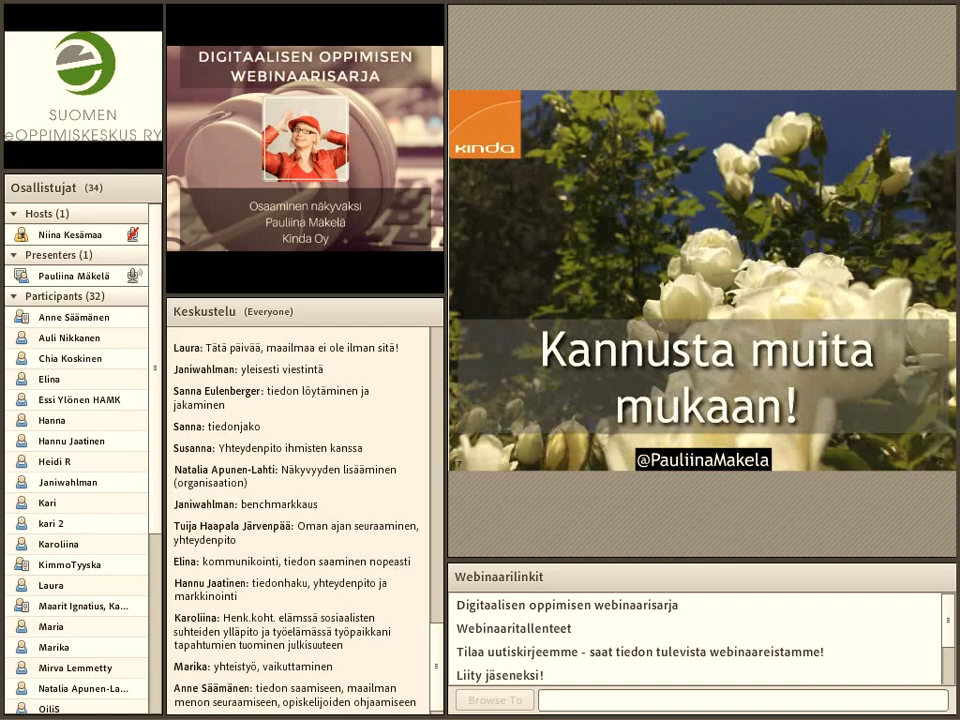 SUOMEN
eOPPIMISKESKUS RY
DIGITAALISEN OPPIMISEN
WEBINAARISARJA
Osaaminen näkyväksi
Pauliina Mäkelä
Kinda Oy
Osallistujat (34)
Hosts (1)
Niina Kesämaa
Presenters (1)
Pauliina Mäkelä
Participants (32)
Anne Säämänen
Auli Nikkanen
Chia Koskinen
Elina
Essi Ylönen HAMK
Hanna
Hannu Jaatinen
Heidi R
Janiwahlman
Kari
kari 2
Karoliina
KimmoTyyska
Laura
Maarit Ignatius, Ka...
Maria
Marika
Mirva Lemmetty
Natalia Apunen-La...
OiliS
Keskustelu (Everyone)
Laura: Tätä päivää, maailmaa ei ole ilman sitä!
Janiwahlman: yleisesti viestintä
Sanna Eulenberger: tiedon löytäminen ja
jakaminen
Sanna: tiedonjako
Susanna: Yhteydenpito ihmisten kanssa
Natalia Apunen-Lahti: Näkyvyyden lisääminen
(organisaation)
Janiwahlman: benchmarkkaus
Tuija Haapala Järvenpää: Oman ajan seuraaminen,
yhteydenpito
Elina: kommunikointi, tiedon saaminen nopeasti
Hannu Jaatinen: tiedonhaku, yhteydenpito ja
markkinointi
Karoliina: Henk.koht. elämssä sosiaalisten
suhteiden ylläpito ja työelämässä työpaikkani
tapahtumien tuominen julkisuuteen
Marika: yhteistyö, vaikuttaminen
Anne Säämänen: tiedon saamiseen, maailman
menon seuraamiseen, opiskelijoiden ohjaamiseen
kinda
Kannusta muita
mukaan!
@PauliinaMakela
17
Webinaarilinkit
Digitaalisen oppimisen webinaarisarja
Webinaaritallenteet
Tilaa uutiskirjeemme - saat tiedon tulevista webinaareistamme!
Liity jäseneksi!
Browse To